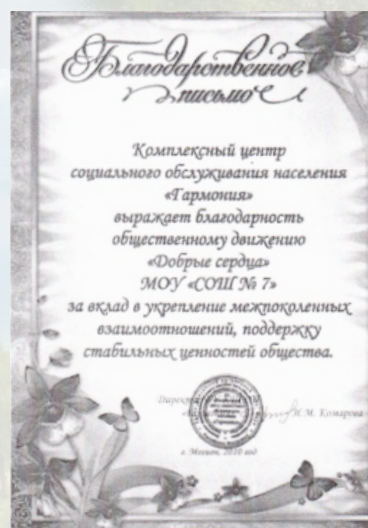 Благодарственное
письмо
Комплексный центр
социального обслуживания населения
«Гармония»
выражает благодарность
общественному движению
«Добрые сердца»
МОУ «СОШ № 7»
за вклад в укрепление межпоколенных
взаимоотношений, поддержку
стабильных ценностей общества.
И.М. Комарова
г. Мегион, 2010 год